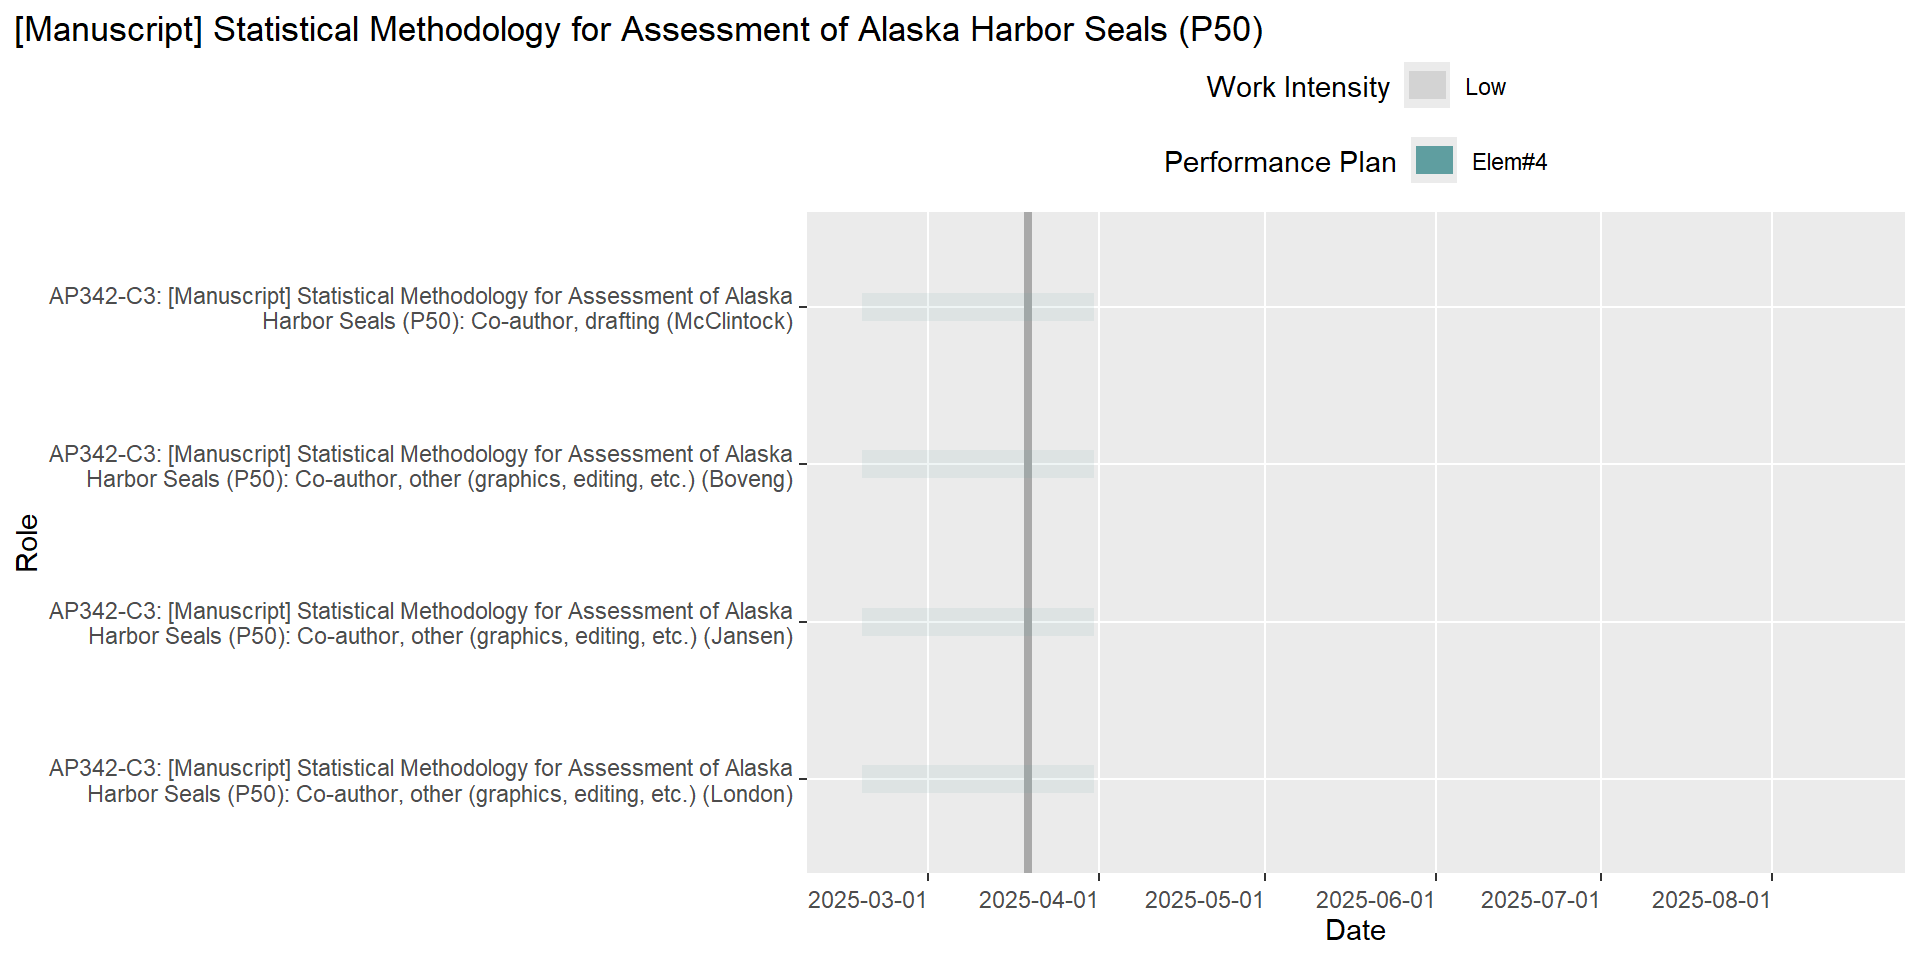 [Manuscript] Statistical Methodology for Assessment of Alaska Harbor Seals (P50)
Work Intensity
Low
Performance Plan
Elem#4
Role
AP342-C3: [Manuscript] Statistical Methodology for Assessment of Alaska
Harbor Seals (P50): Co-author, drafting (McClintock)
AP342-C3: [Manuscript] Statistical Methodology for Assessment of Alaska
Harbor Seals (P50): Co-author, other (graphics, editing, etc.) (Boveng)
AP342-C3: [Manuscript] Statistical Methodology for Assessment of Alaska
Harbor Seals (P50): Co-author, other (graphics, editing, etc.) (Jansen)
AP342-C3: [Manuscript] Statistical Methodology for Assessment of Alaska
Harbor Seals (P50): Co-author, other (graphics, editing, etc.) (London)
2025-03-01 2025-04-01 2025-05-01 2025-06-01 2025-07-01 2025-08-01
Date